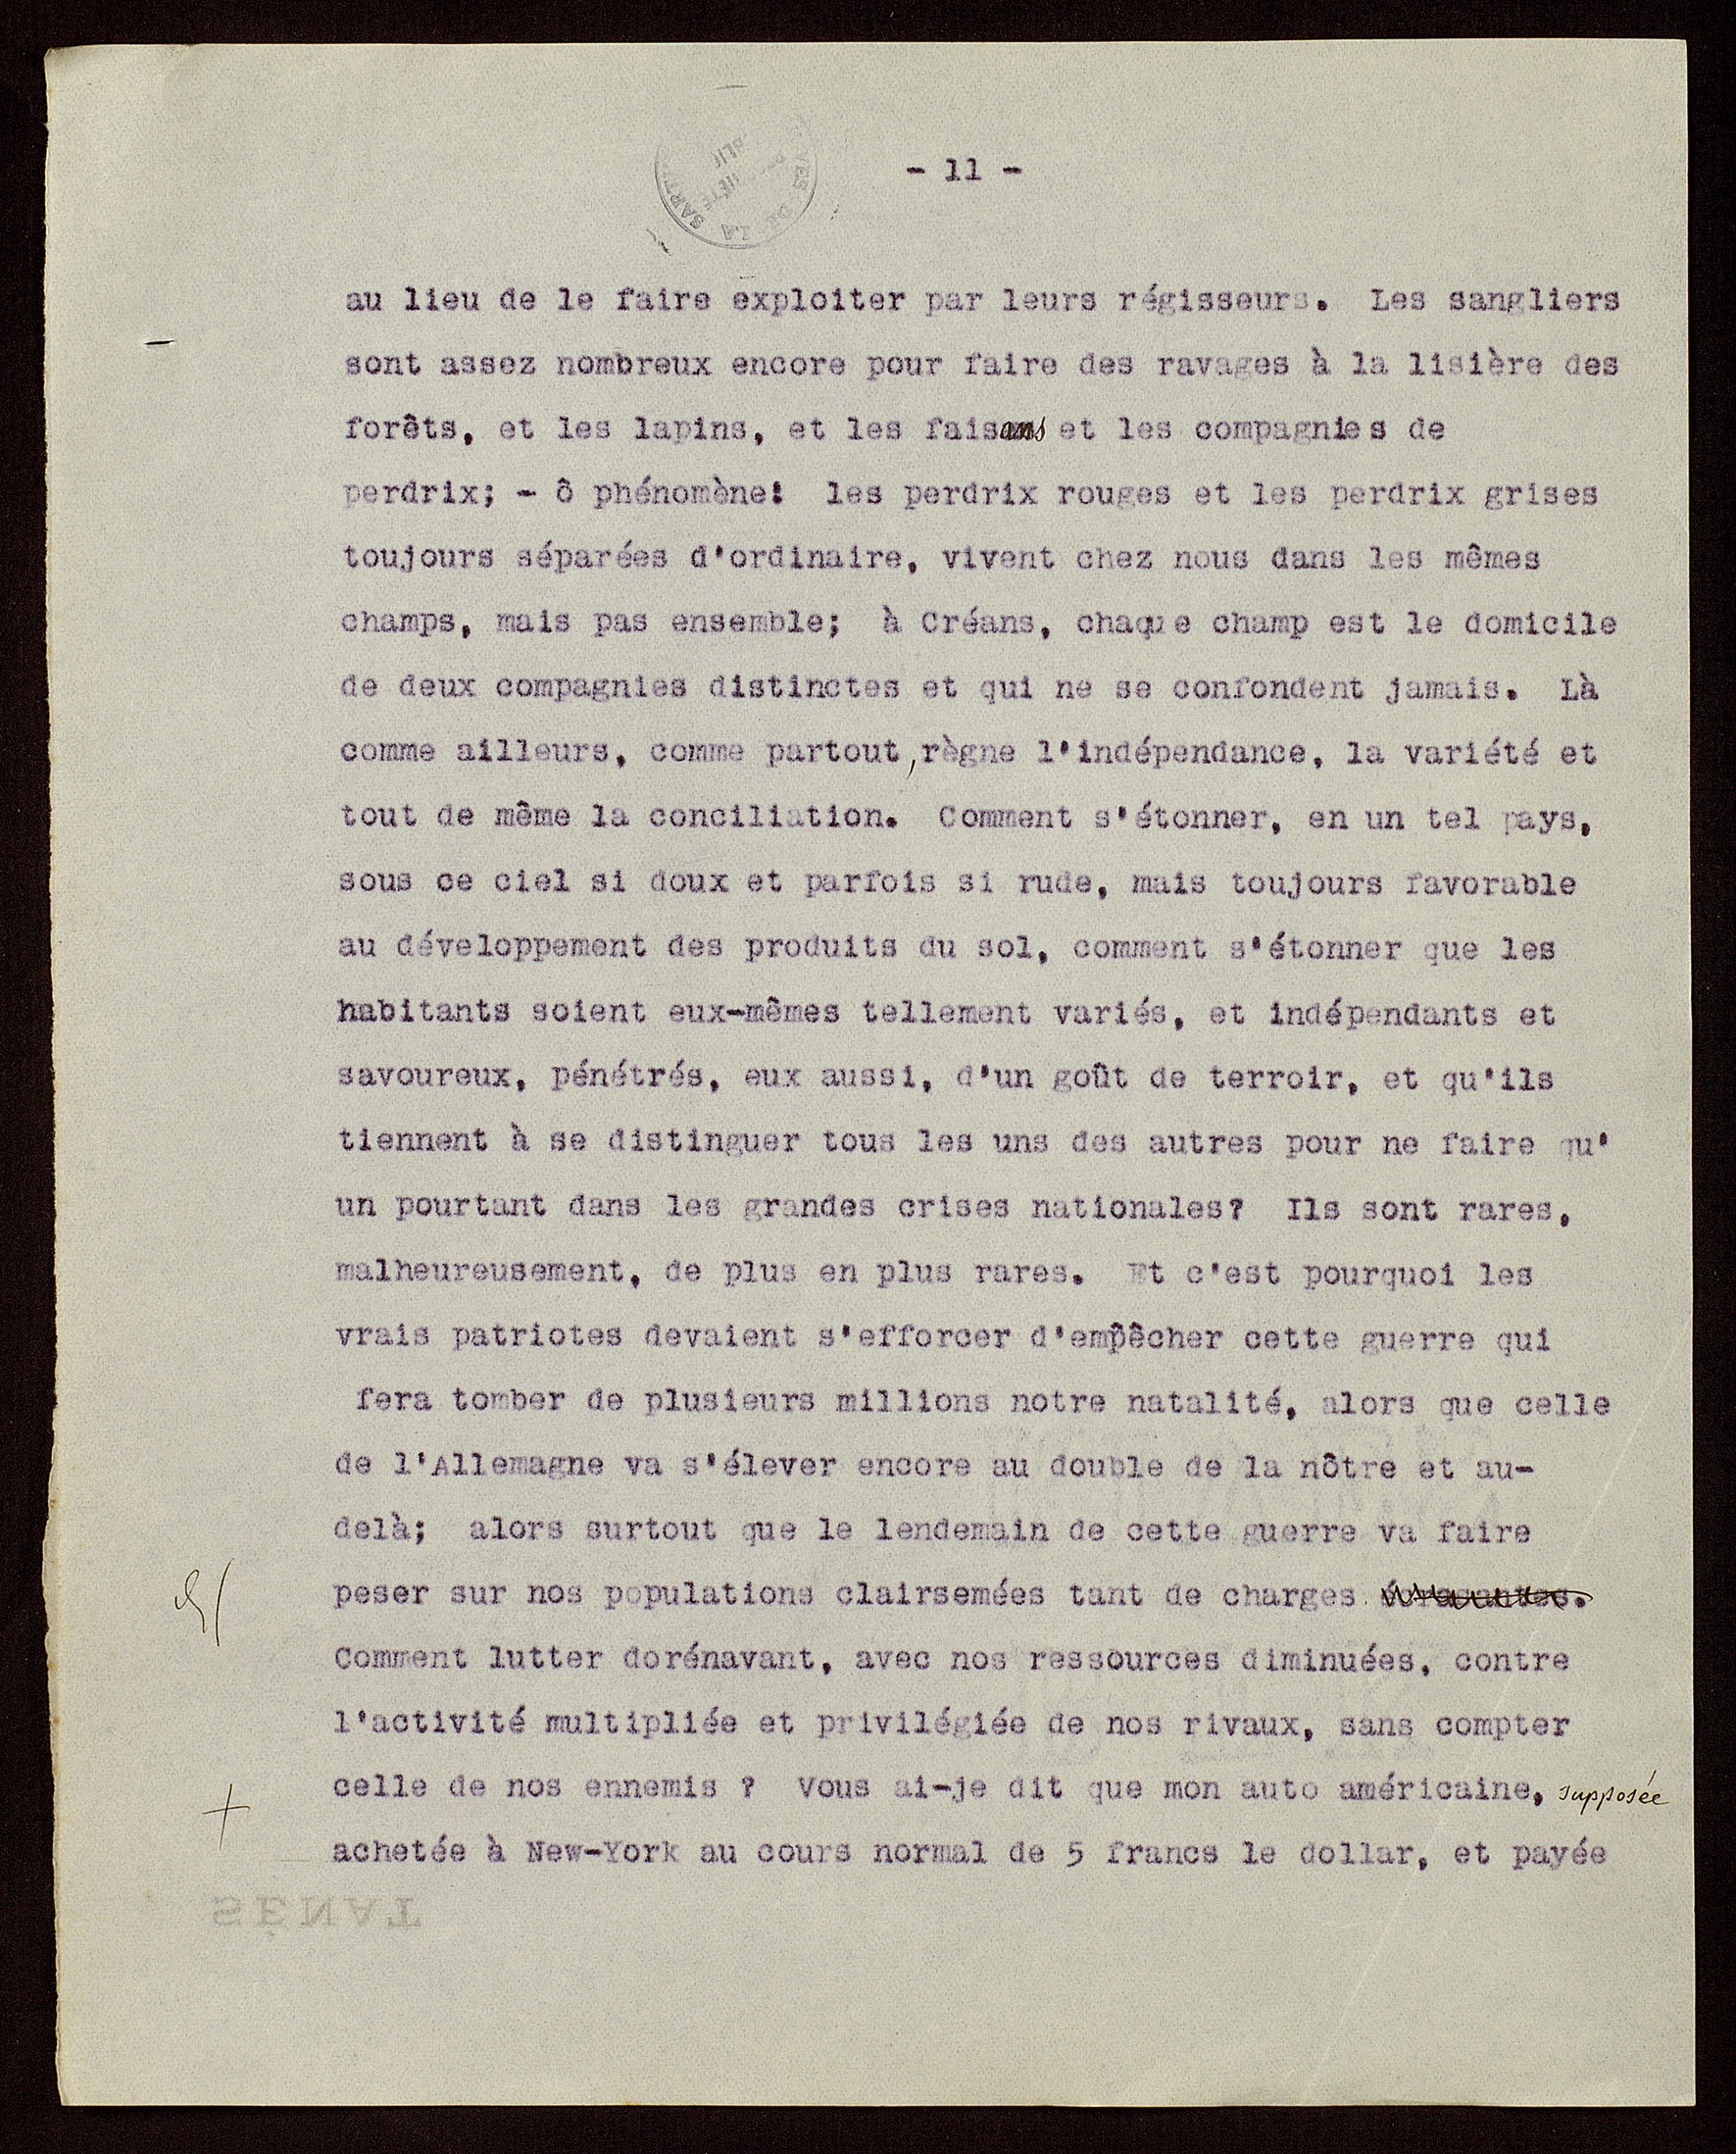 - 11 -
SART
VES DE LA
au lieu de le faire exploiter par leurs régisseurs. Les sangliers
sont assez nombreux encore pour faire des ravages à la lisière des
forêts, et les lapins, et les faisans et les compagnies de
perdrix; - ô phénomène! les perdrix rouges et les perdrix grises
toujours séparées d'ordinaire, vivent chez nous dans les mêmes
champs, mais pas ensemble; à Créans, chaque champ est le domicile
de deux compagnies distinctes et qui ne se confondent jamais. Là
comme ailleurs, comme partout, règne l'indépendance, la variété et
tout de même la conciliation. Comment s'étonner, en un tel pays,
sous ce ciel si doux et parfois si rude, mais toujours favorable
au développement des produits du sol, comment s'étonner que les
habitants soient eux-mêmes tellement variés, et indépendants et
savoureux, pénétrés, eux aussi, d'un goût de terroir, et qu'ils
tiennent à se distinguer tous les uns des autres pour ne faire qu'
un pourtant dans les grandes crises nationales? Ils sont rares,
malheureusement, de plus en plus rares. Et c'est pourquoi les
vrais patriotes devaient s'efforcer d'empêcher cette guerre qui
fera tomber de plusieurs millions notre natalité, alors que celle
de l'Allemagne va s'élever encore au double de la nôtre et au-
delà; alors surtout que le lendemain de cette guerre va faire
peser sur nos populations clairsemées tant de charges écrasantes.
Comment lutter dorénavant, avec nos ressources diminuées, contre
l'activité multipliée et privilégiée de nos rivaux, sans compter
celle de nos ennemis ? Vous ai-je dit que mon auto américaine, supposée
achetée à New-York au cours normal de 5 francs le dollar, et payée
SÉNAT